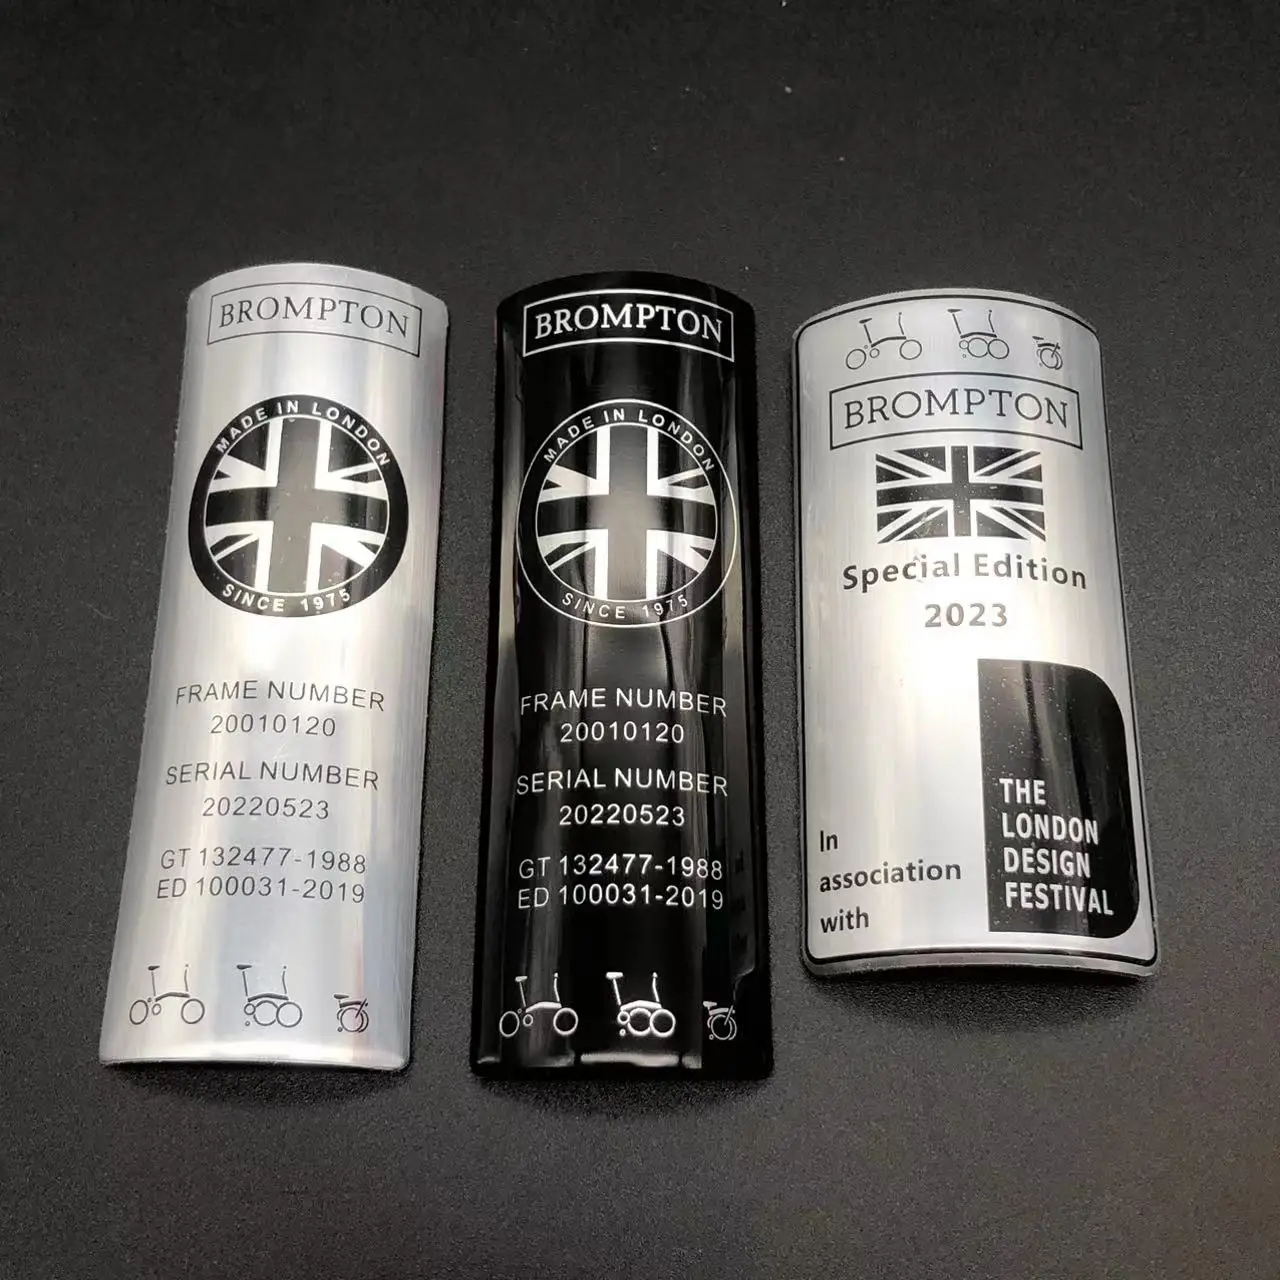 BROMPTON
MADE IN LONDON
SINCE 1975
FRAME NUMBER
20010120
SERIAL NUMBER
20220523
GT 132477-1988
ED 100031-2019
BROMPTON
MADE IN LONDON
SINCE 1975
FRAME NUMBER
20010120
SERIAL NUMBER
20220523
GT 132477-1988
ED 100031-2019
BROMPTON
Special Edition
2023
In
association
with
THE
LONDON
DESIGN
FESTIVAL